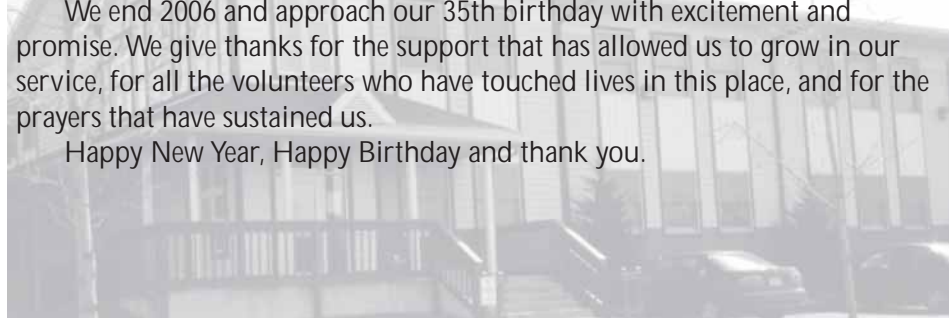 We end 2006 and approach our 35th birthday with excitement and
promise. We give thanks for the support that has allowed us to grow in our
service, for all the volunteers who have touched lives in this place, and for the
prayers that have sustained us.
Happy New Year, Happy Birthday and thank you.